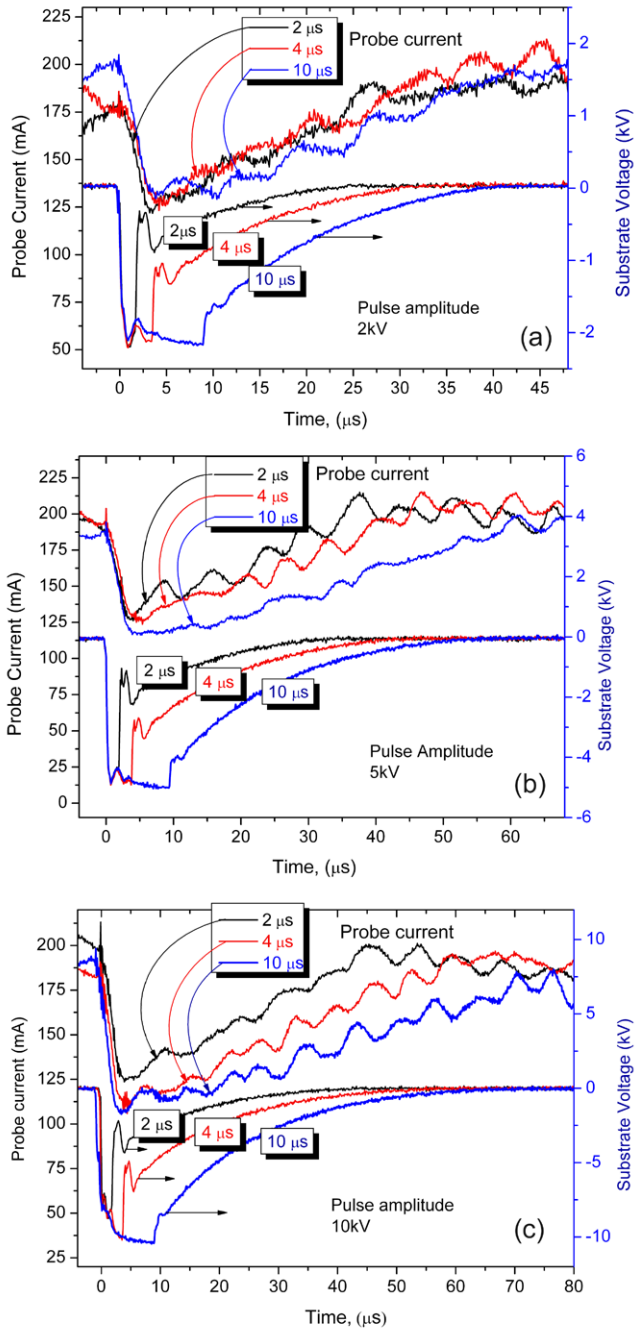 (a)
2 μs
4 μs
10 μs
Probe current
225
200
175
150
125
100
75
50
Probe Current (mA)
2
1
0
-1
-2
Substrate Voltage (kV)
2μs
4 μs
10 μs
Pulse amplitude
2kV
0 5 10 15 20 25 30 35 40 45
Time, (μs)
2 μs
4 μs
10 μs
Probe current
225
200
175
150
125
100
75
50
25
0
Probe Current (mA)
6
4
2
0
-2
-4
-6
Substrate Voltage (kV)
2 μs
4 μs
10 μs
Pulse Amplitude
5kV
(b)
0 10 20 30 40 50 60
Time, (μs)
2 μs
4 μs
10 μs
Probe current
200
175
150
125
100
75
50
25
Probe current (mA)
10
5
0
-5
-10
Substrate Voltage (kV)
2 μs
4 μs
10 μs
Pulse amplitude
10kV
(c)
0 10 20 30 40 50 60 70 80
Time, (μs)